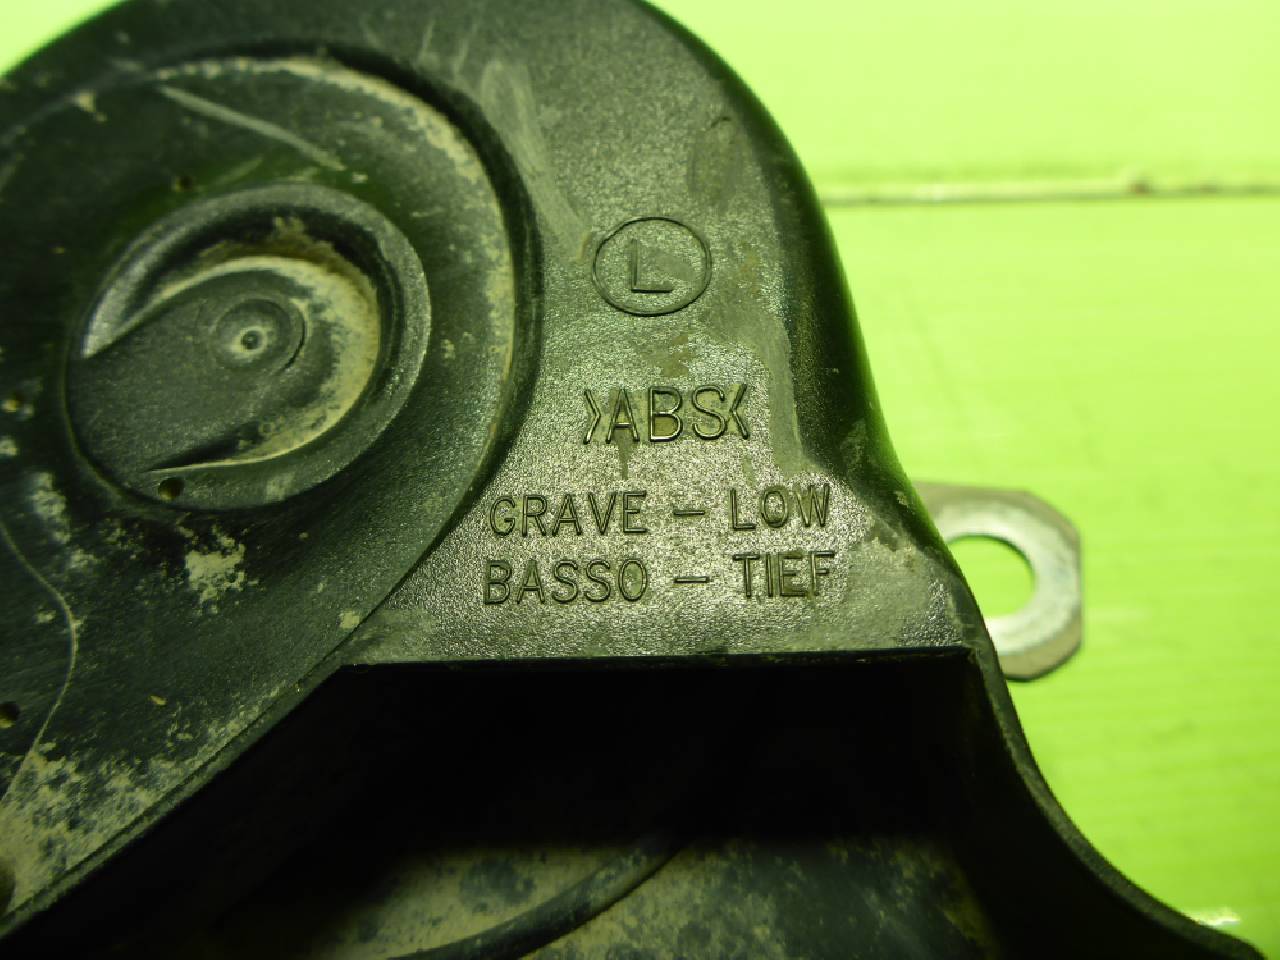 L
>ABS<
GRAVE - LOW
BASSO - TIEF